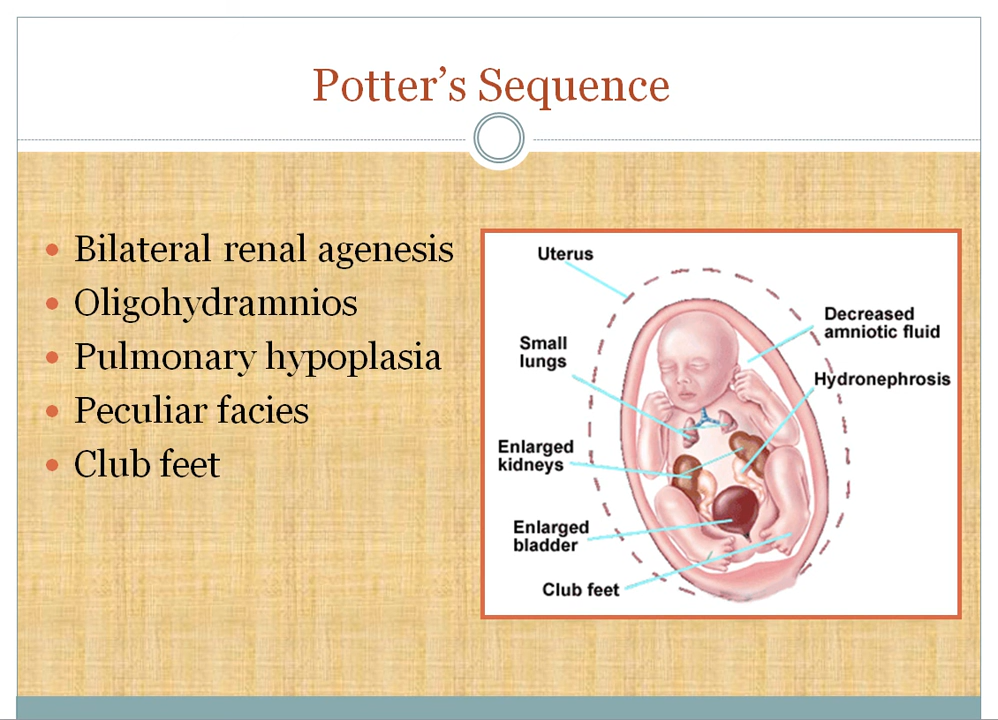 Potter’s Sequence
Bilateral renal agenesis
Oligohydramnios
Pulmonary hypoplasia
Peculiar facies
Club feet
Uterus
Decreased
amniotic fluid
Small
lungs
Hydronephrosis
Enlarged
kidneys
Enlarged
bladder
Club feet